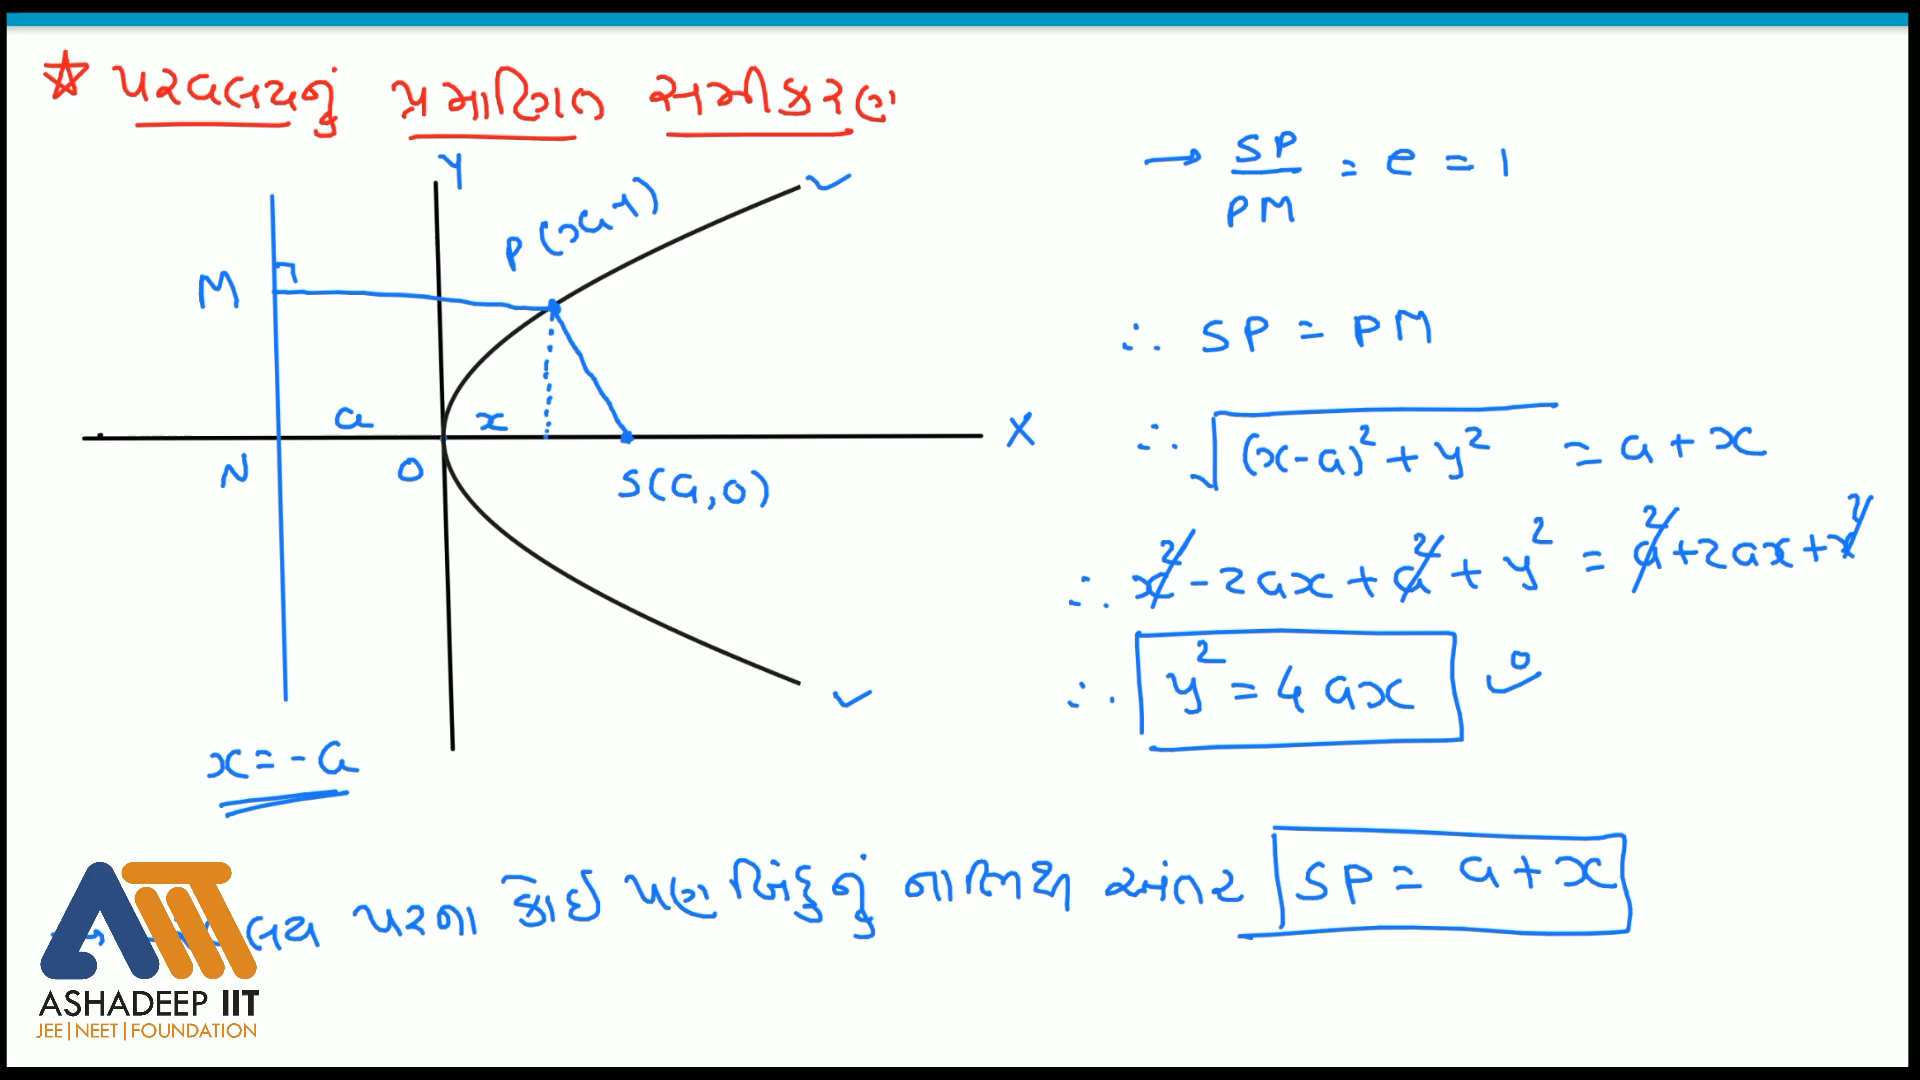 ☆ પરવલયનું પ્રમાણિત સમીકરણ
Y
P(x,y)
M
a
x
X
N
O
S(a,0)
x = -a
→ SP/PM = e = 1
∴ SP = PM
∴ √((x-a)² + y²) = a + x
∴ x² - 2ax + a² + y² = a² + 2ax + x²
∴ y² = 4ax
લય પરના કોઈ પણ બિંદુનું નાભિથી અંતર SP = a + x
ASHADEEP IIT
JEE|NEET|FOUNDATION